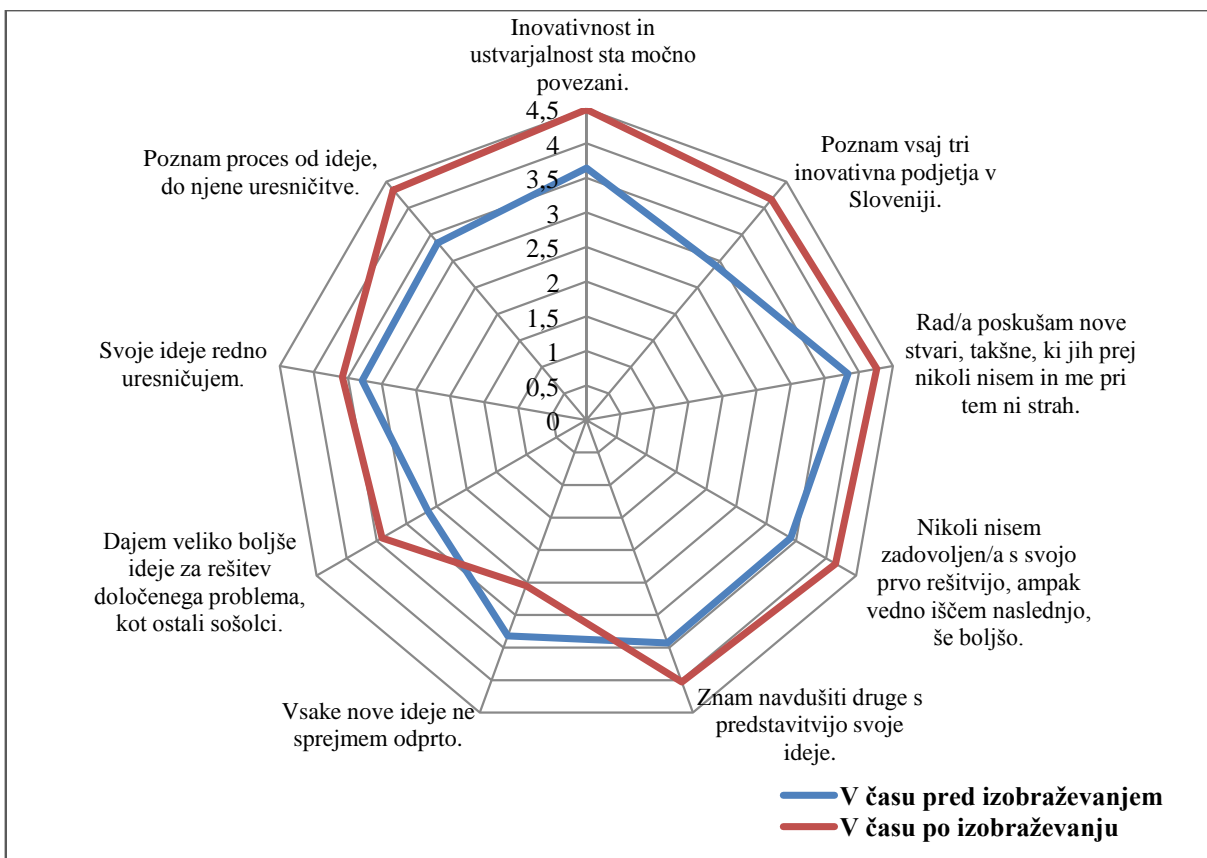 Inovativnost in
ustvarjalnost sta močno
povezani.
Poznam vsaj tri
inovativna podjetja v
Sloveniji.
Rad/a poskušam nove
stvari, takšne, ki jih prej
nikoli nisem in me pri
tem ni strah.
Nikoli nisem
zadovoljen/a s svojo
prvo rešitvijo, ampak
vedno iščem naslednjo,
še boljšo.
Znam navdušiti druge s
predstavitvijo svoje
ideje.
Vsake nove ideje ne
sprejmem odprto.
Dajem veliko boljše
ideje za rešitev
določenega problema,
kot ostali sošolci.
Svoje ideje redno
uresničujem.
Poznam proces od ideje,
do njene uresničitve.
4,5
4
3,5
3
2,5
2
1,5
1
0,5
0
V času pred izobraževanjem
V času po izobraževanju